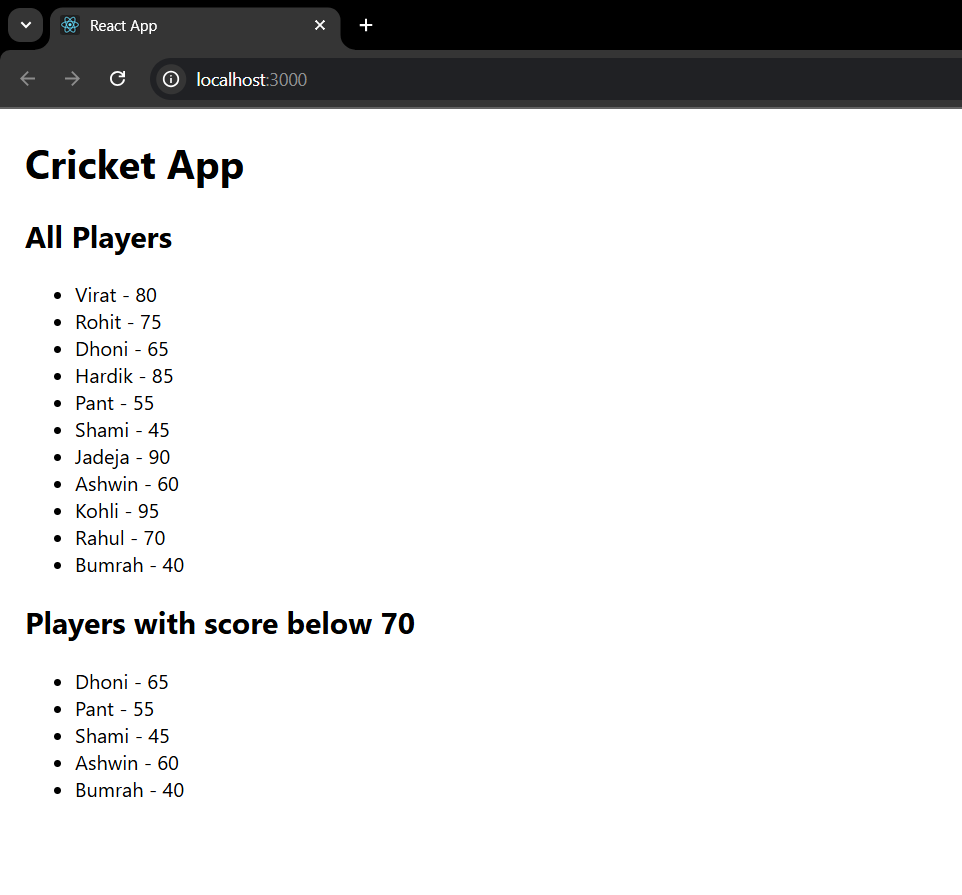 React App
localhost:3000
Cricket App
All Players
Virat - 80
Rohit - 75
Dhoni - 65
Hardik - 85
Pant - 55
Shami - 45
Jadeja - 90
Ashwin - 60
Kohli - 95
Rahul - 70
Bumrah - 40
Players with score below 70
Dhoni - 65
Pant - 55
Shami - 45
Ashwin - 60
Bumrah - 40